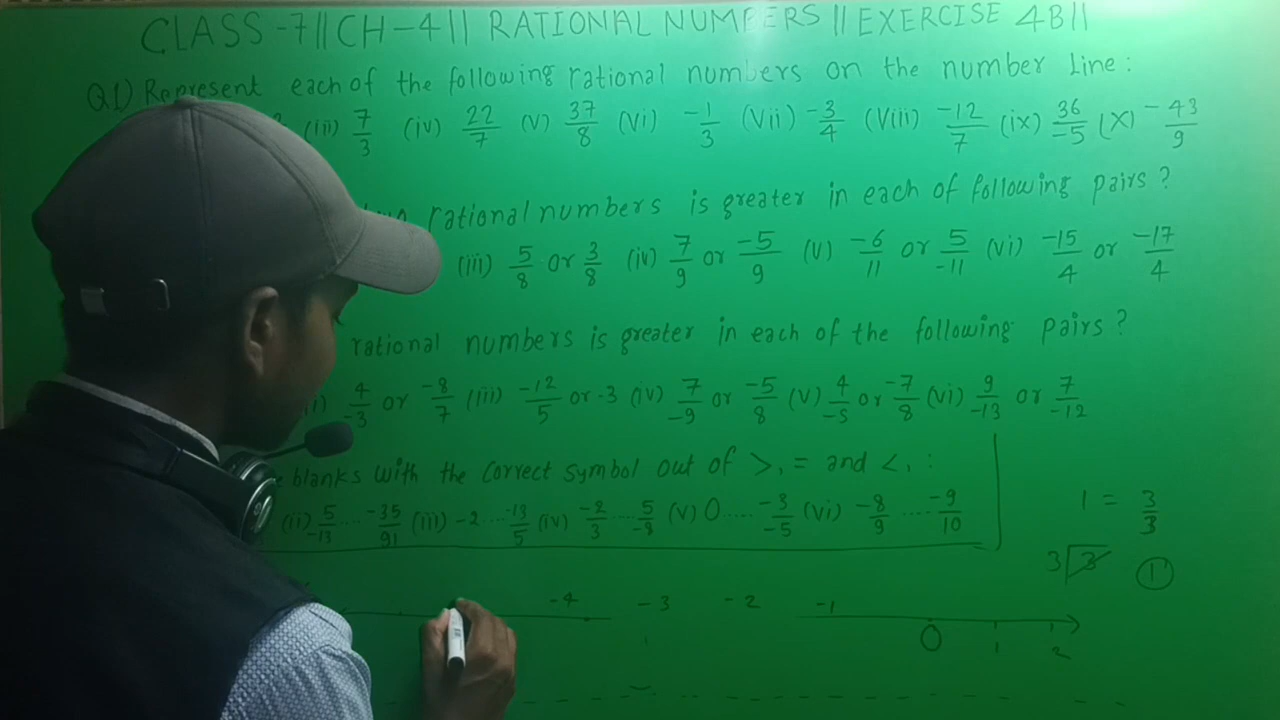 CLASS -7 || CH-4 || RATIONAL NUMBERS || EXERCISE 4B ||
Q1) Represent each of the following rational numbers on the number line :
(iii) 7/3 (iv) 22/7 (v) 37/8 (vi) -1/3 (vii) -3/4 (viii) -12/7 (ix) 36/-5 (x) -43/9
rational numbers is greater in each of following pairs ?
(iii) 5/8 or 3/8 (iv) 7/9 or -5/9 (v) -6/11 or 5/-11 (vi) -15/4 or -17/4
rational numbers is greater in each of the following pairs ?
4/-3 or -8/7 (iii) -12/5 or -3 (iv) 7/-9 or -5/8 (v) 4/-5 or -7/8 (vi) 9/-13 or 7/-12
blanks with the correct symbol out of >, = and <, :
(ii) 5/-13 .... -35/91 (iii) -2 .... -13/5 (iv) -2/3 .... 5/-8 (v) 0 .... -3/-5 (vi) -8/9 .... -9/10
1 = 3/3
3 3 1
-4 -3 -2 -1
0 1 2